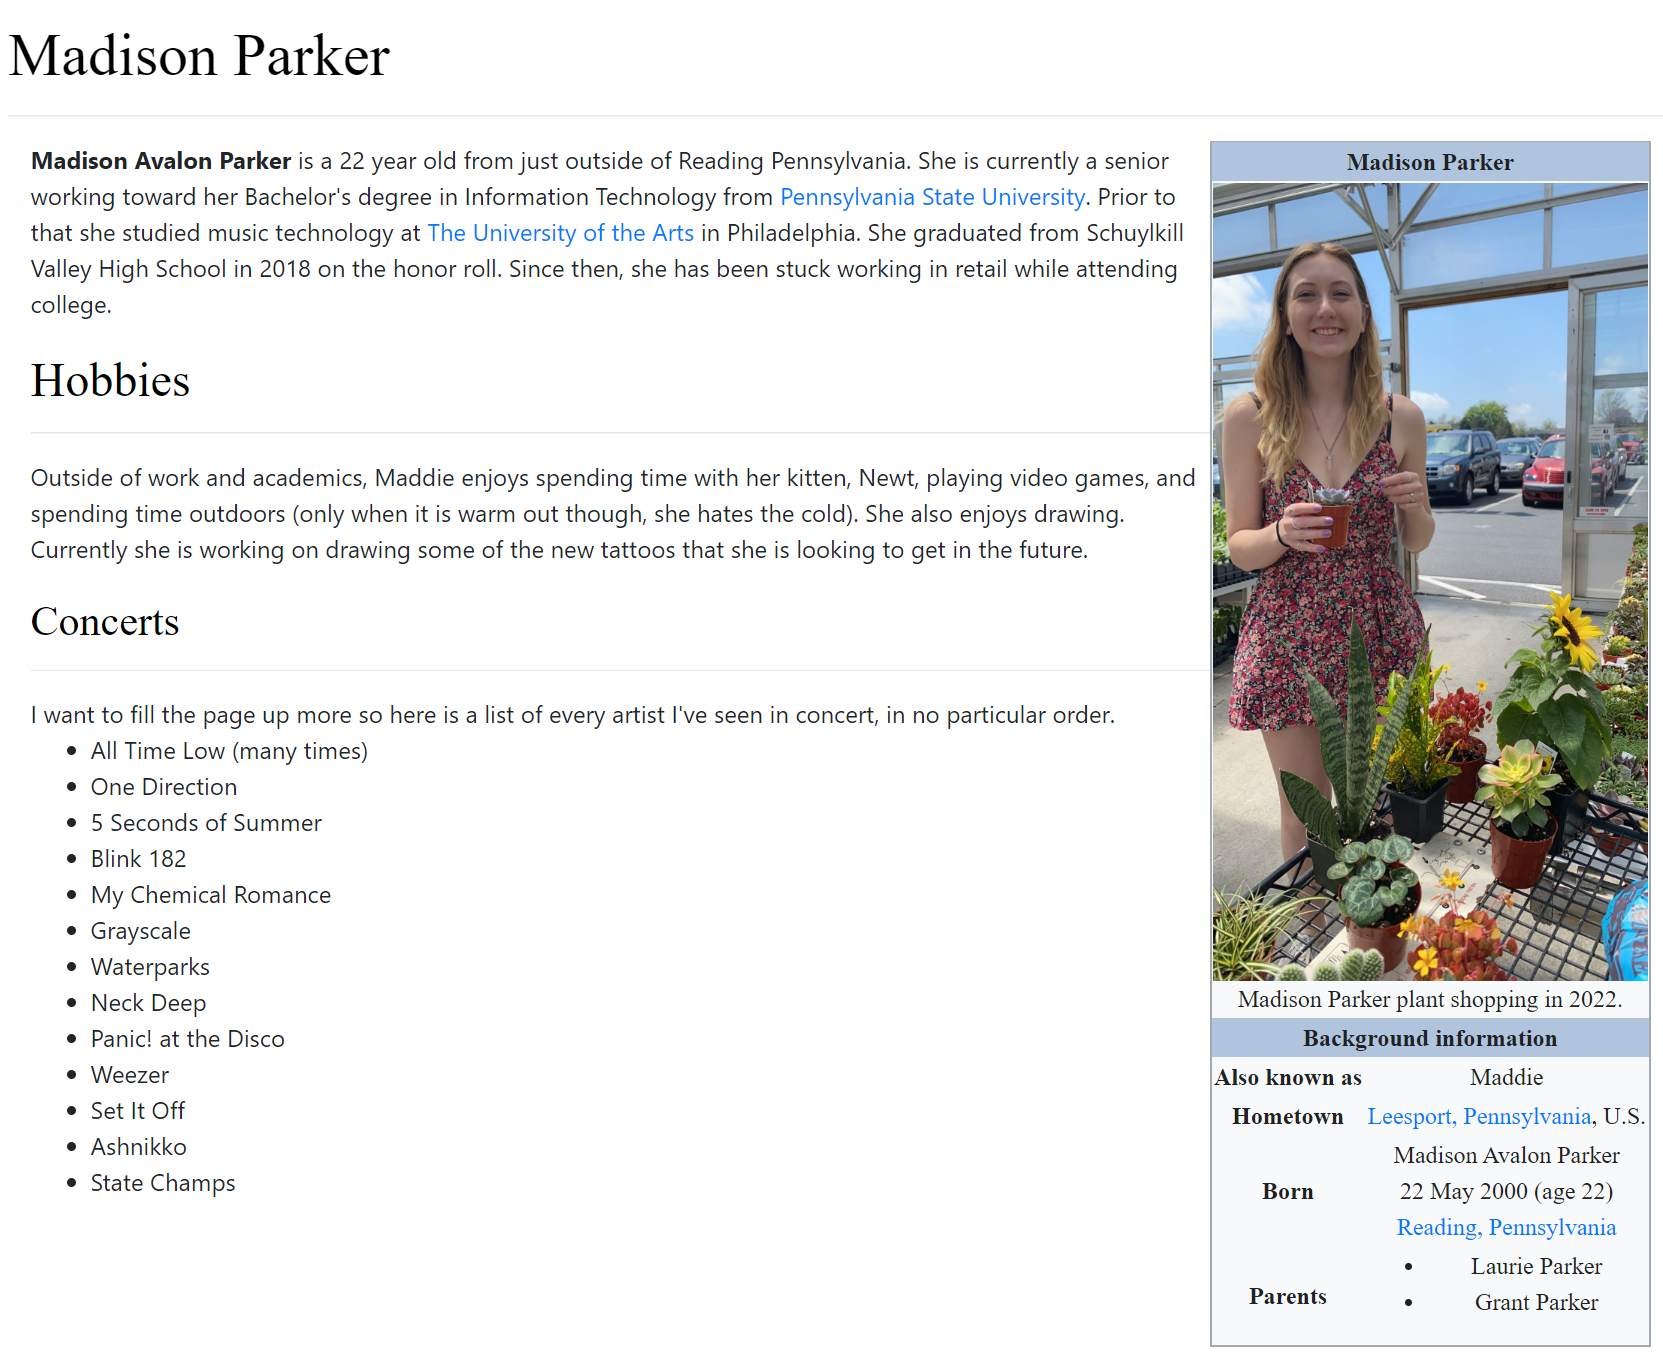 Madison Parker
Madison Avalon Parker is a 22 year old from just outside of Reading Pennsylvania. She is currently a senior
working toward her Bachelor's degree in Information Technology from Pennsylvania State University. Prior to
that she studied music technology at The University of the Arts in Philadelphia. She graduated from Schuylkill
Valley High School in 2018 on the honor roll. Since then, she has been stuck working in retail while attending
college.
Hobbies
Outside of work and academics, Maddie enjoys spending time with her kitten, Newt, playing video games, and
spending time outdoors (only when it is warm out though, she hates the cold). She also enjoys drawing.
Currently she is working on drawing some of the new tattoos that she is looking to get in the future.
Concerts
I want to fill the page up more so here is a list of every artist I've seen in concert, in no particular order.
• All Time Low (many times)
• One Direction
• 5 Seconds of Summer
• Blink 182
• My Chemical Romance
• Grayscale
• Waterparks
• Neck Deep
• Panic! at the Disco
• Weezer
• Set It Off
• Ashnikko
• State Champs
Madison Parker
Madison Parker plant shopping in 2022.
Background information
Also known as Maddie
Hometown Leesport, Pennsylvania, U.S.
Born Madison Avalon Parker
22 May 2000 (age 22)
Reading, Pennsylvania
Parents • Laurie Parker
• Grant Parker